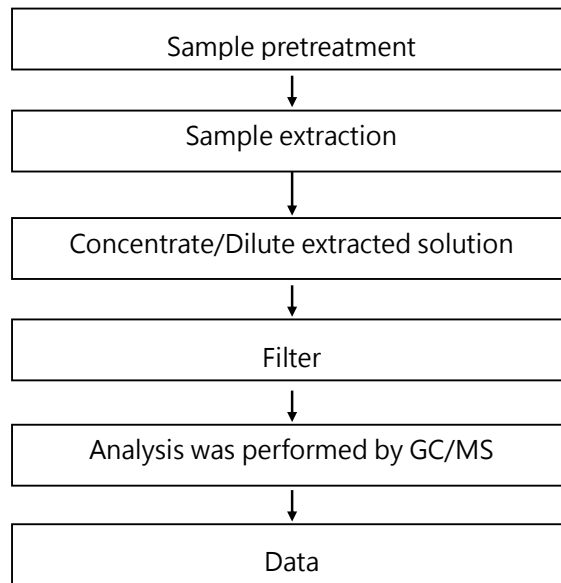 Sample pretreatment
Sample extraction
Concentrate/Dilute extracted solution
Filter
Analysis was performed by GC/MS
Data